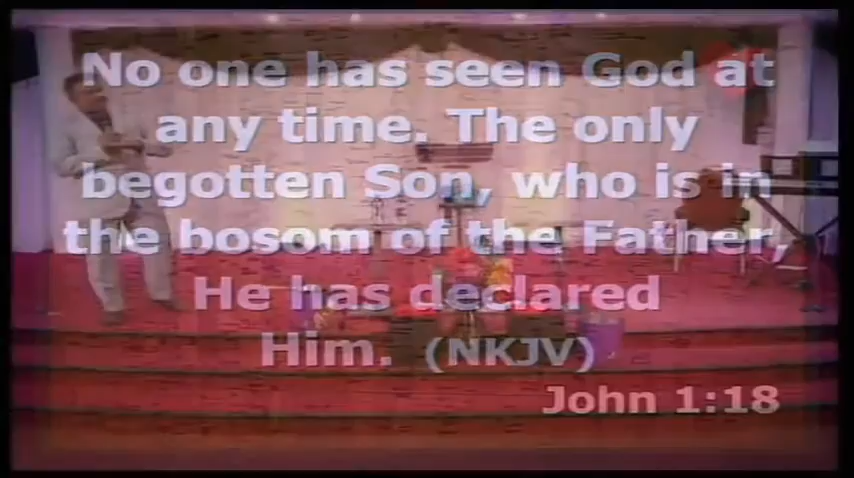 No one has seen God at
any time. The only
begotten Son, who is in
the bosom of the Father
He has declared
Him. (NKJV)
John 1:18